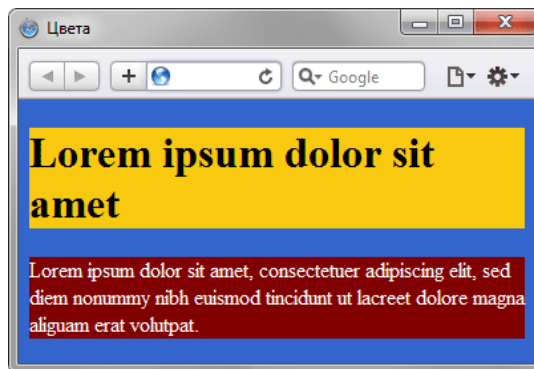 Цвета
Google
Lorem ipsum dolor sit
amet
Lorem ipsum dolor sit amet, consectetuer adipiscing elit, sed
diem nonummy nibh euismod tincidunt ut lacreet dolore magna
aliguam erat volutpat.